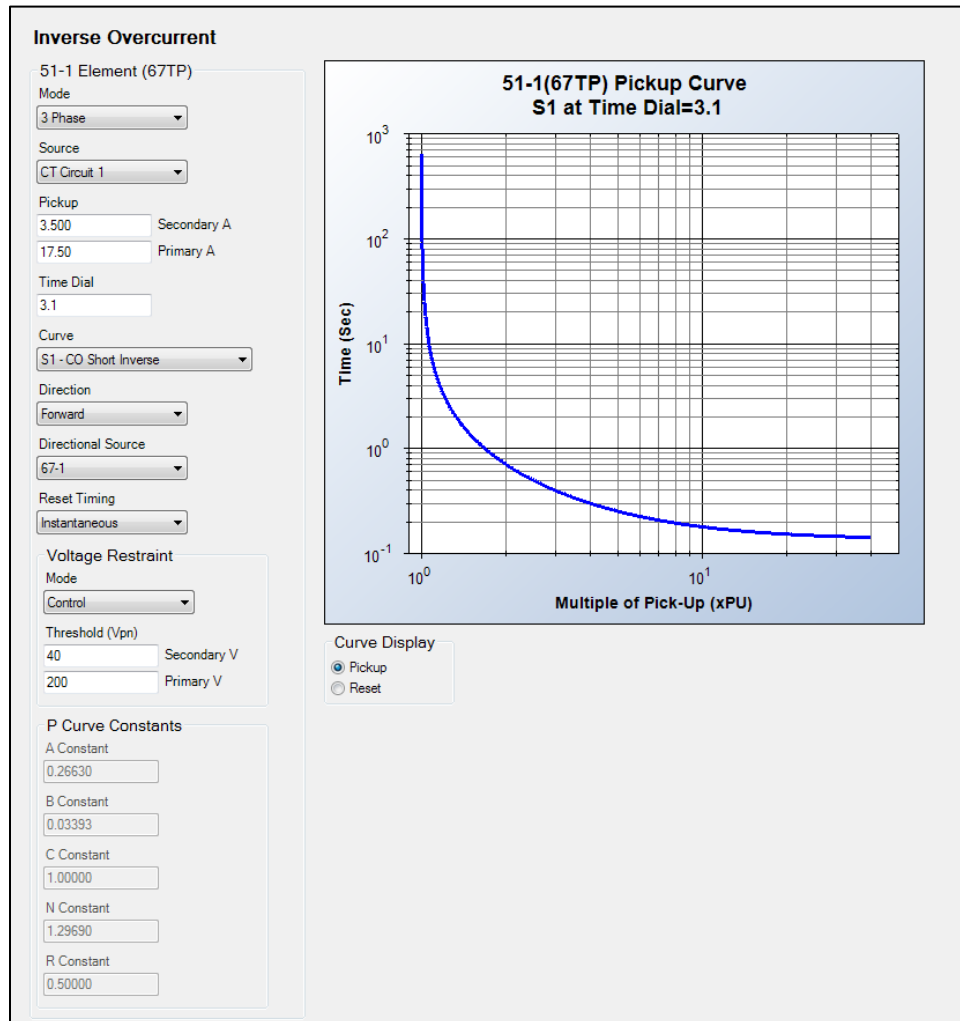 Inverse Overcurrent
51-1 Element (67TP)
Mode
3 Phase
Source
CT Circuit 1
Pickup
3.500 Secondary A
17.50 Primary A
Time Dial
3.1
Curve
S1 - CO Short Inverse
Direction
Forward
Directional Source
67-1
Reset Timing
Instantaneous
Voltage Restraint
Mode
Control
Threshold (Vpn)
40 Secondary V
200 Primary V
P Curve Constants
A Constant
0.26630
B Constant
0.03393
C Constant
1.00000
N Constant
1.29690
R Constant
0.50000
51-1(67TP) Pickup Curve
S1 at Time Dial=3.1
Time (Sec)
10³
10²
10¹
10⁰
10⁻¹
10⁰ 10¹
Multiple of Pick-Up (xPU)
Curve Display
Pickup
Reset